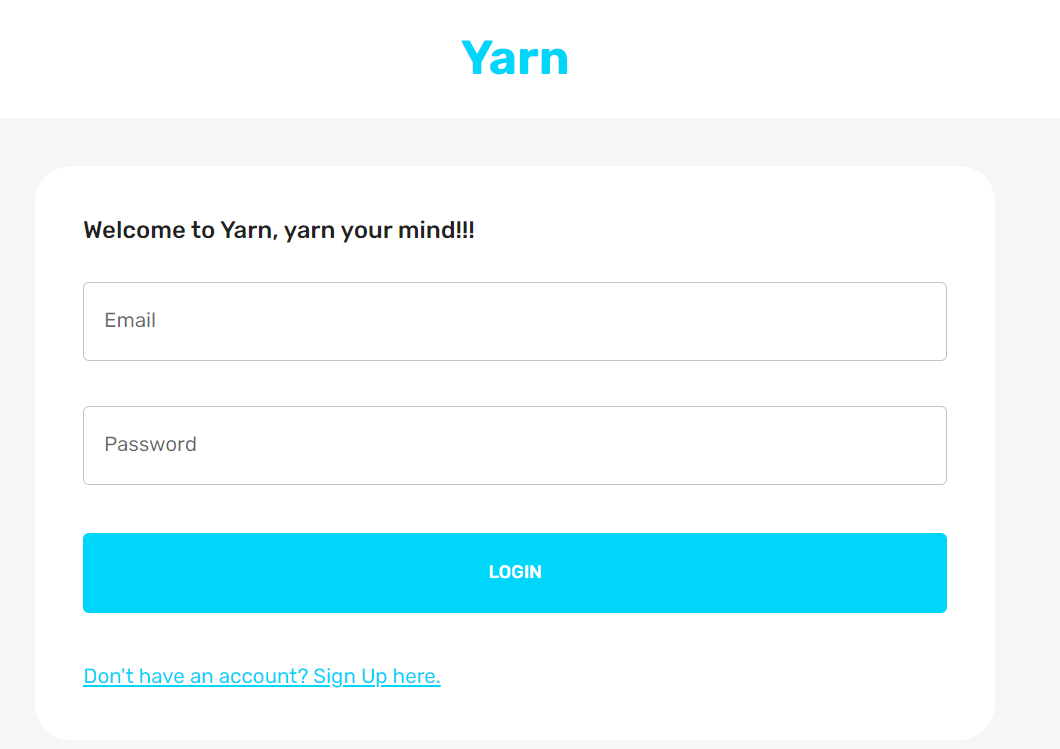 Yarn
Welcome to Yarn, yarn your mind!!!
Email
Password
LOGIN
Don't have an account? Sign Up here.